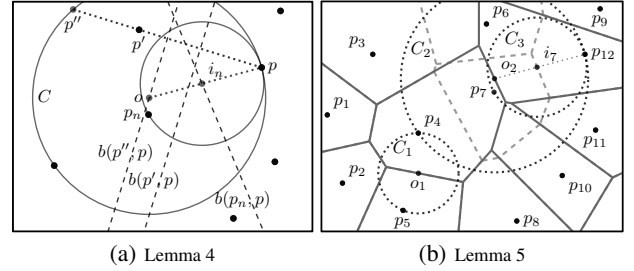 p″
p′
p
i_n
C
o
p_n
b(p″, p)
b(p′, p)
b(p_n, p)
(a) Lemma 4
p_6
p_9
C_2
C_3
p_3
i_7
p_12
o_2
p_7
p_1
p_4
C_1
p_11
p_2
o_1
p_10
p_5
p_8
(b) Lemma 5